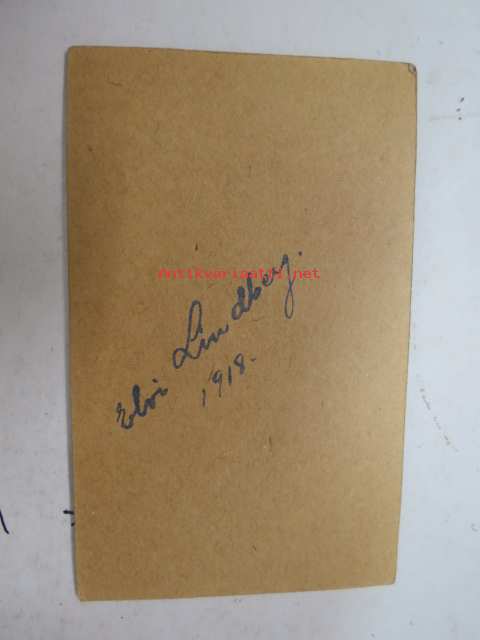 Antikvariaatti.net
Elvi Lindberg.
1918-